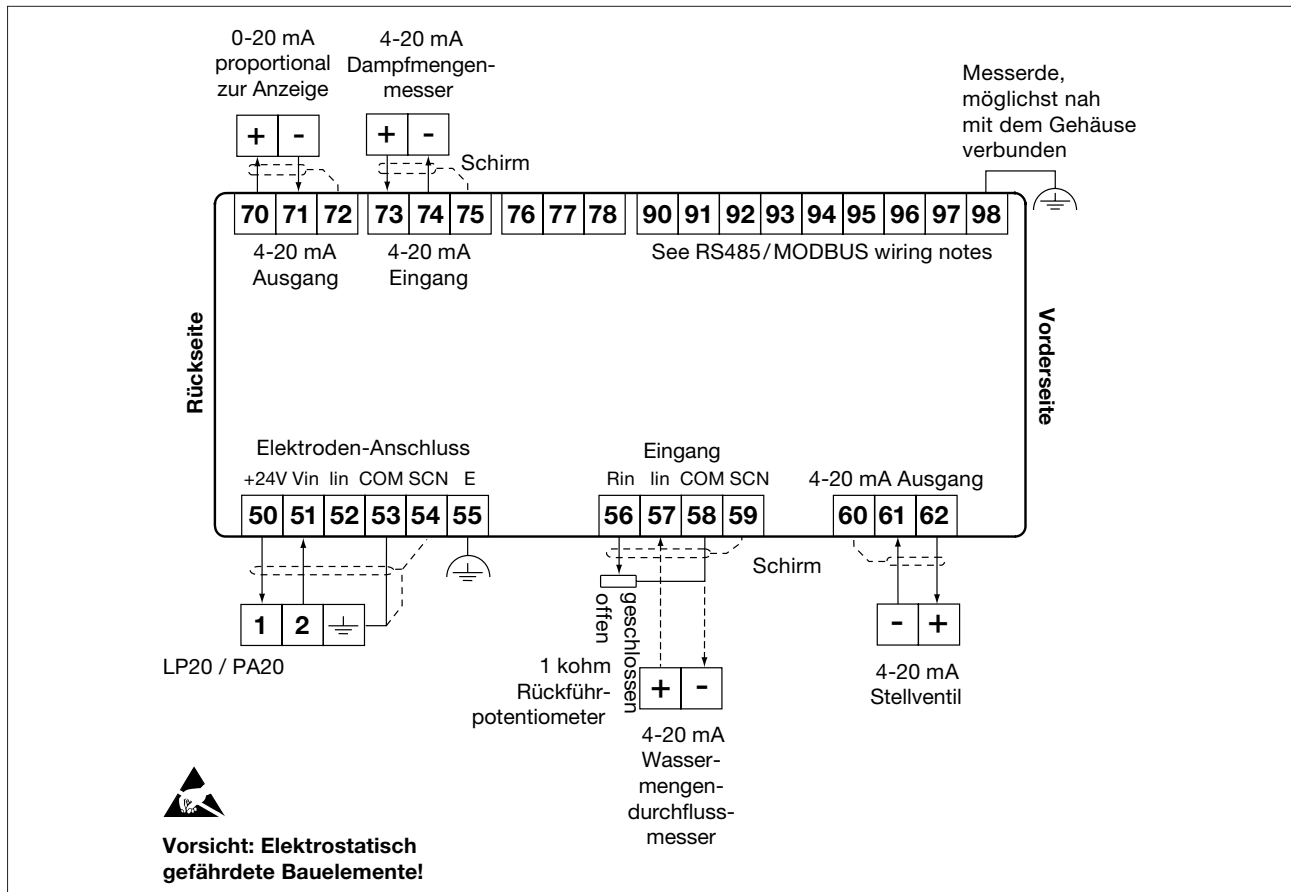 0-20 mA
proportional
zur Anzeige
4-20 mA
Dampfmengen-
messer
Messerde,
möglichst nah
mit dem Gehäuse
verbunden
+ -
+ -
Schirm
70 71 72 73 74 75 76 77 78 90 91 92 93 94 95 96 97 98
4-20 mA
Ausgang
4-20 mA
Eingang
See RS485/MODBUS wiring notes
Rückseite
Vorderseite
Elektroden-Anschluss
+24V Vin Iin COM SCN E
50 51 52 53 54 55
Eingang
Rin Iin COM SCN
56 57 58 59
4-20 mA Ausgang
60 61 62
Schirm
1 2
LP20 / PA20
geschlossen
offen
1 kohm
Rückführ-
potentiometer
+ -
4-20 mA
Wasser-
mengen-
durchfluss-
messer
- +
4-20 mA
Stellventil
Vorsicht: Elektrostatisch
gefährdete Bauelemente!